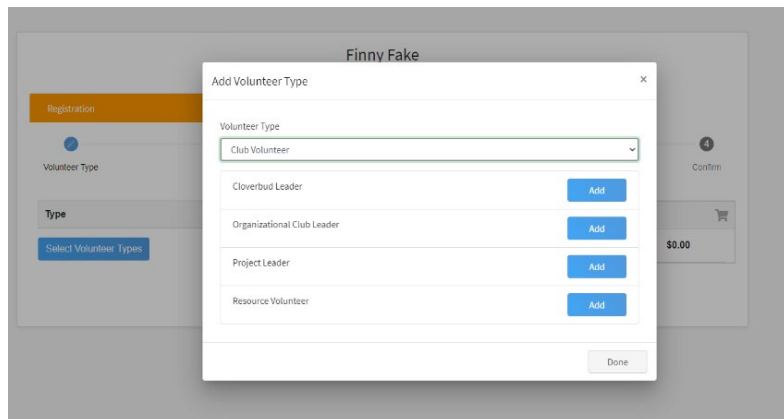 Finny Fake
Add Volunteer Type ×
Registration
Volunteer Type
Club Volunteer
4
Volunteer Type
Confirm
Cloverbud Leader Add
Type
Organizational Club Leader Add
Select Volunteer Types
$0.00
Project Leader Add
Resource Volunteer Add
Done